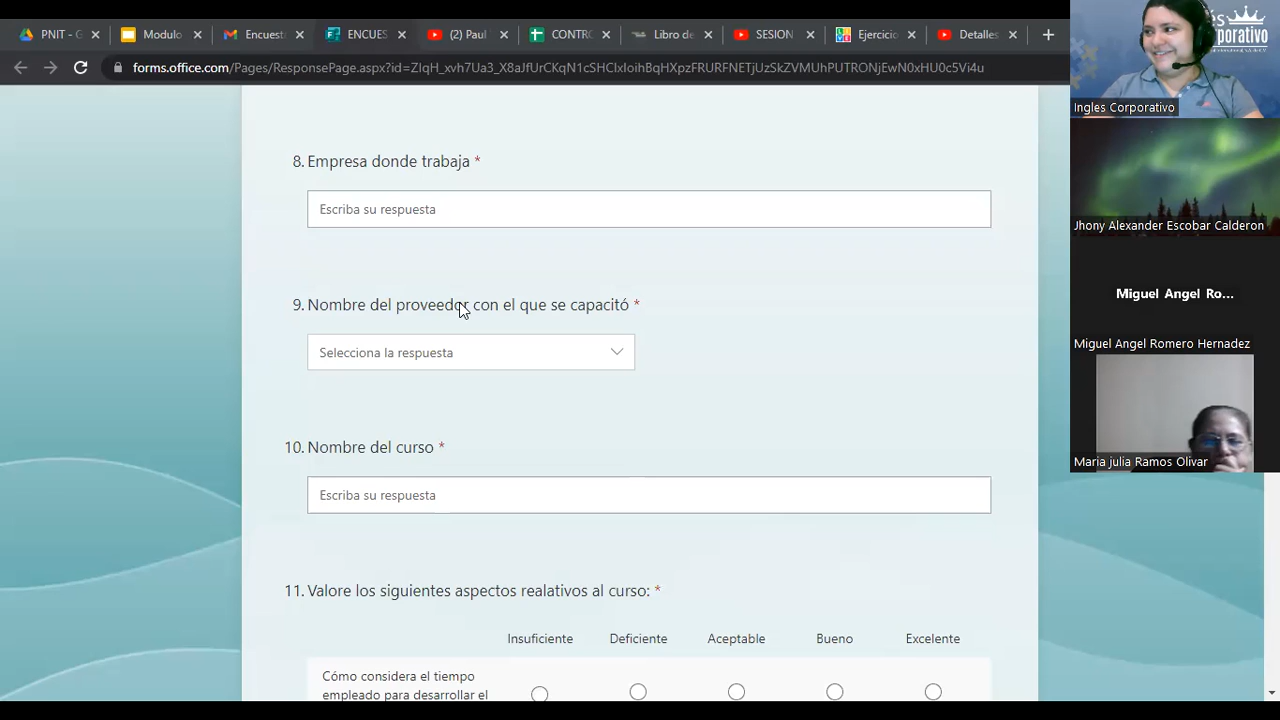 PNIT - G
Modulo
Encuest
ENCUES
(2) Paul
CONTRO
Libro de
SESION
Ejercicio
Detalles
forms.office.com/Pages/ResponsePage.aspx?id=ZIqH_xvh7Ua3_X8aJfUrCKqN1cSHCIxIoihBqHXpzFRURFNETjUzSkZVMUhPUTRONjEwN0xHU0c5Vi4u
8. Empresa donde trabaja *
Escriba su respuesta
9. Nombre del proveedor con el que se capacitó *
Selecciona la respuesta
10. Nombre del curso *
Escriba su respuesta
11. Valore los siguientes aspectos realativos al curso: *
Insuficiente Deficiente Aceptable Bueno Excelente
Cómo considera el tiempo
empleado para desarrollar el
Ingles Corporativo
Jhony Alexander Escobar Calderon
Miguel Angel Ro...
Miguel Angel Romero Hernadez
Maria julia Ramos Olivar